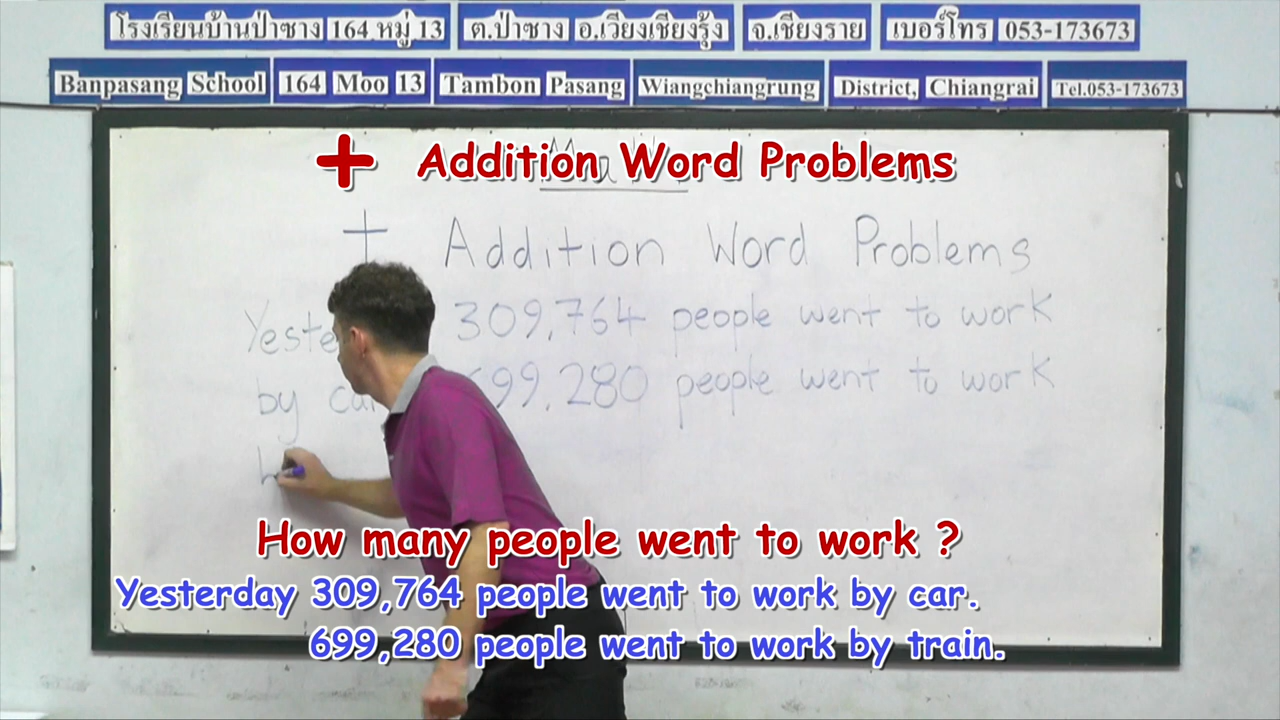 โรงเรียนบ้านป่าซาง 164 หมู่ 13 ต.ป่าซาง อ.เวียงเชียงรุ้ง จ.เชียงราย เบอร์โทร 053-173673
Banpasang School 164 Moo 13 Tambon Pasang Wiangchiangrung District, Chiangrai Tel.053-173673
+ Addition Word Problems
+ Addition Word Problems
Yeste 309,764 people went to work
by car 699,280 people went to work
How many people went to work ?
Yesterday 309,764 people went to work by car.
699,280 people went to work by train.